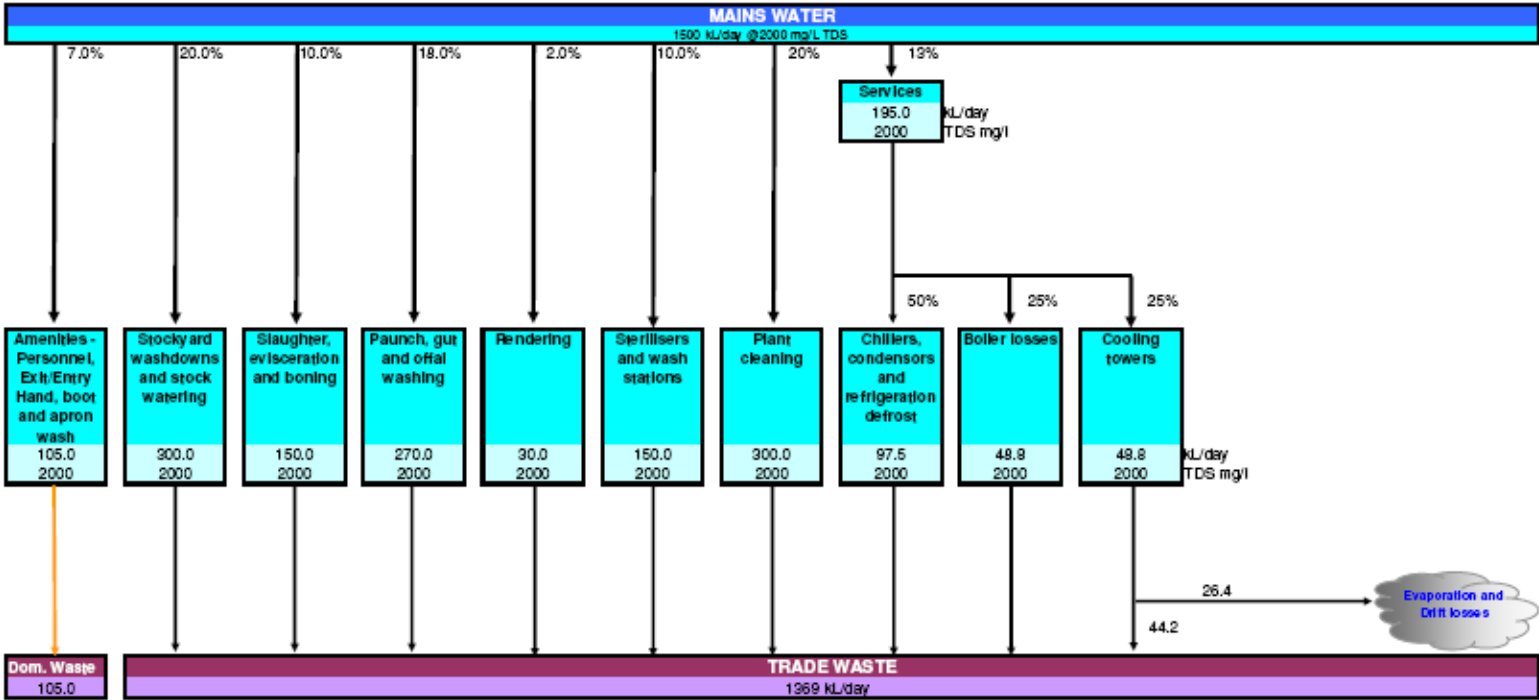 MAINS WATER
1500 kL/day @2000 mg/L TDS
7.0%
20.0%
10.0%
18.0%
2.0%
10.0%
20%
13%
Services
195.0 kL/day
2000 TDS mg/l
50%
25%
25%
Amenities -
Personnel,
Exit/Entry
Hand, boot
and apron
wash
105.0
2000
Stockyard
washdowns
and stock
watering
300.0
2000
Slaughter,
evisceration
and boning
150.0
2000
Paunch, gut
and offal
washing
270.0
2000
Rendering
30.0
2000
Sterilisers
and wash
stations
150.0
2000
Plant
cleaning
300.0
2000
Chillers,
condensors
and
refrigeration
defrost
97.5
2000
Boiler losses
48.8
2000
Cooling
towers
48.8 kL/day
2000 TDS mg/l
26.4
Evaporation and
Drift losses
44.2
Dom. Waste
105.0
TRADE WASTE
1369 kL/day